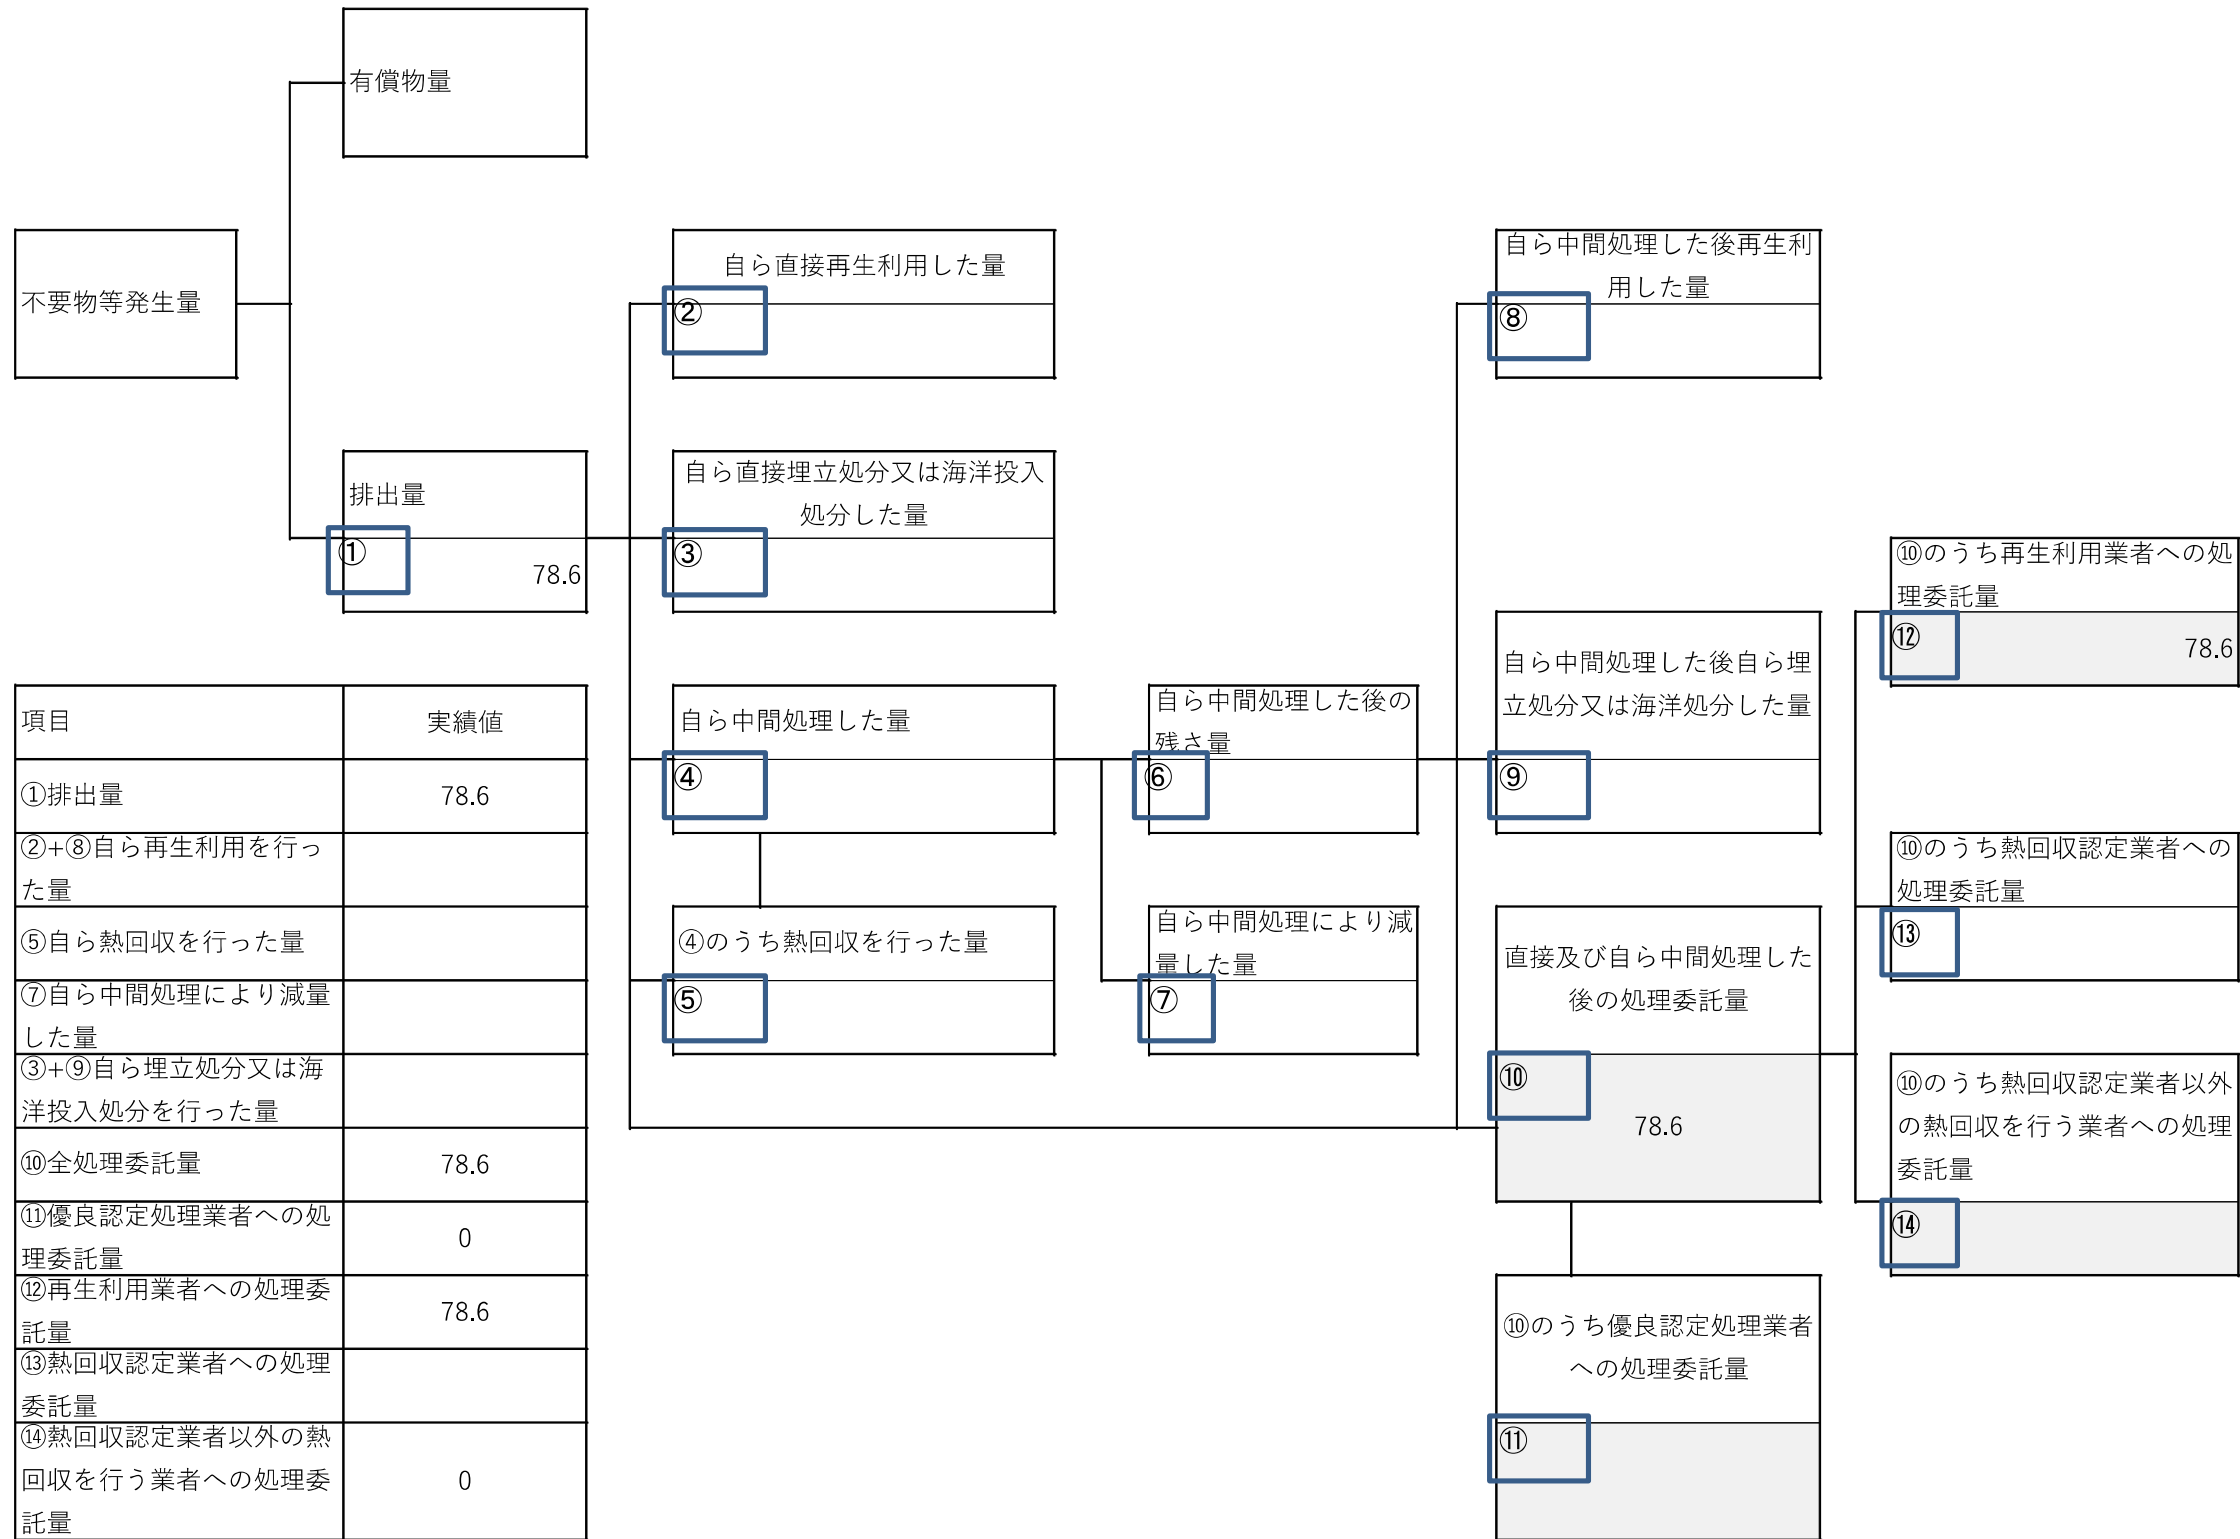 有償物量
不要物等発生量
自ら直接再生利用した量
②
自ら中間処理した後再生利
用した量
⑧
排出量
①
78.6
自ら直接埋立処分又は海洋投入
処分した量
③
⑩のうち再生利用業者への処
理委託量
⑫
78.6
自ら中間処理した量
④
自ら中間処理した後の
残さ量
⑥
自ら中間処理した後自ら埋
立処分又は海洋処分した量
⑨
⑩のうち熱回収認定業者への
処理委託量
⑬
④のうち熱回収を行った量
⑤
自ら中間処理により減
量した量
⑦
直接及び自ら中間処理した
後の処理委託量
⑩
78.6
⑩のうち熱回収認定業者以外
の熱回収を行う業者への処理
委託量
⑭
⑩のうち優良認定処理業者
への処理委託量
⑪
項目
実績値
①排出量
78.6
②+⑧自ら再生利用を行っ
た量
⑤自ら熱回収を行った量
⑦自ら中間処理により減量
した量
③+⑨自ら埋立処分又は海
洋投入処分を行った量
⑩全処理委託量
78.6
⑪優良認定処理業者への処
理委託量
0
⑫再生利用業者への処理委
託量
78.6
⑬熱回収認定業者への処理
委託量
⑭熱回収認定業者以外の熱
回収を行う業者への処理委
託量
0